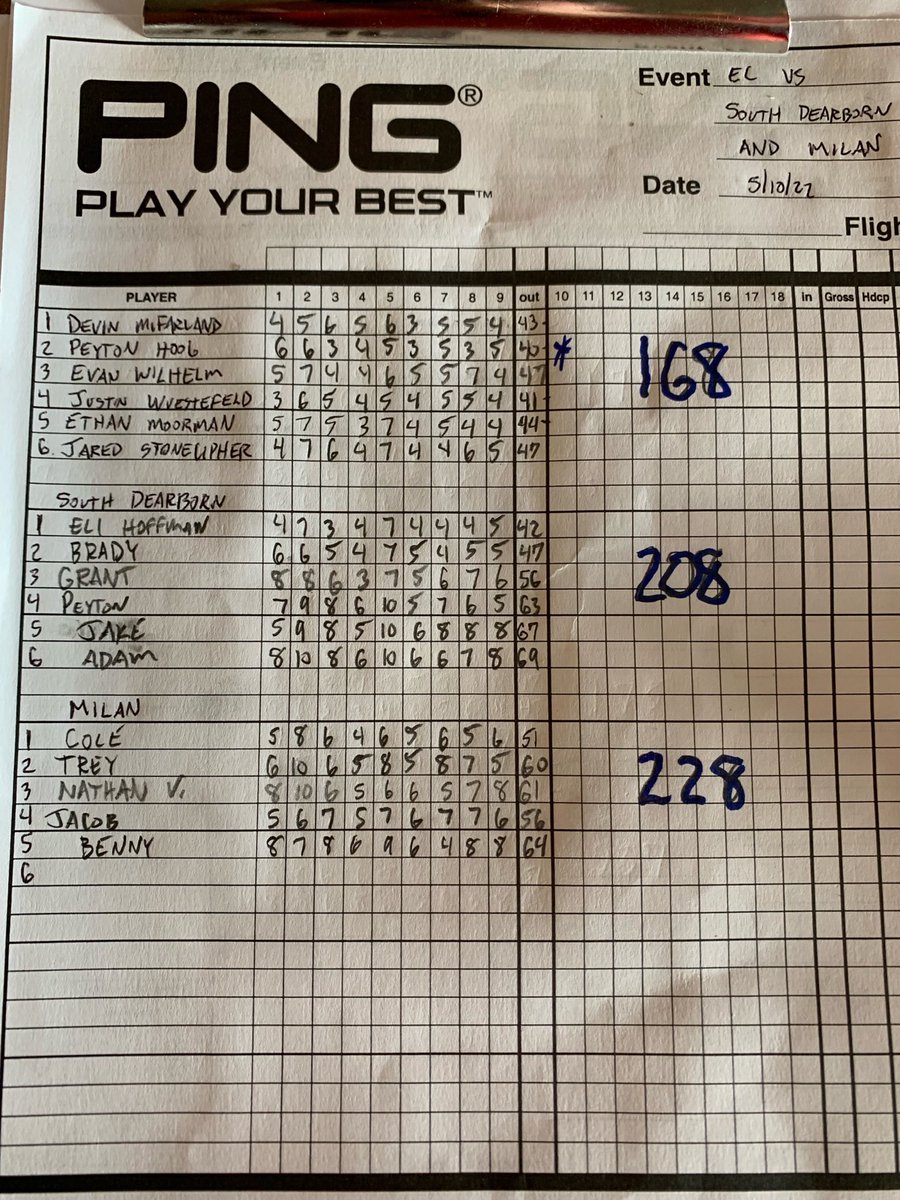 PING®
PLAY YOUR BEST™
Event EC VS
SOUTH DEARBORN
AND MILAN
Date 5/10/22
Fligh
PLAYER 1 2 3 4 5 6 7 8 9 out 10 11 12 13 14 15 16 17 18 in Gross Hdcp
1 DEVIN McFARLAND 4 5 6 5 6 3 5 5 4 43-
2 PEYTON HOOG 6 6 3 4 5 3 5 3 5 40- * 168
3 EVAN WILHELM 5 7 4 4 6 5 5 7 4 47
4 JUSTIN WUESTEFELD 3 6 5 4 5 4 5 5 4 41-
5 ETHAN MOORMAN 5 7 5 3 7 4 5 4 4 44-
6. JARED STONECIPHER 4 7 6 4 7 4 4 6 5 47
SOUTH DEARBORN
1 ELI HOFFMAN 4 7 3 4 7 4 4 4 5 42
2 BRADY 6 6 5 4 7 5 4 5 5 47
3 GRANT 8 8 6 3 7 5 6 7 6 56 208
4 PEYTON 7 9 8 6 10 5 7 6 5 63
5 JAKE 5 9 8 5 10 6 8 8 8 67
6 ADAM 8 10 8 6 10 6 6 7 8 69
MILAN
1 COLE 5 8 6 4 6 5 6 5 6 51
2 TREY 6 10 6 5 8 5 8 7 5 60
3 NATHAN V. 8 10 6 5 6 6 5 7 8 61 228
4 JACOB 5 6 7 5 7 6 7 7 6 56
5 BENNY 8 7 8 6 9 6 4 8 8 64
6